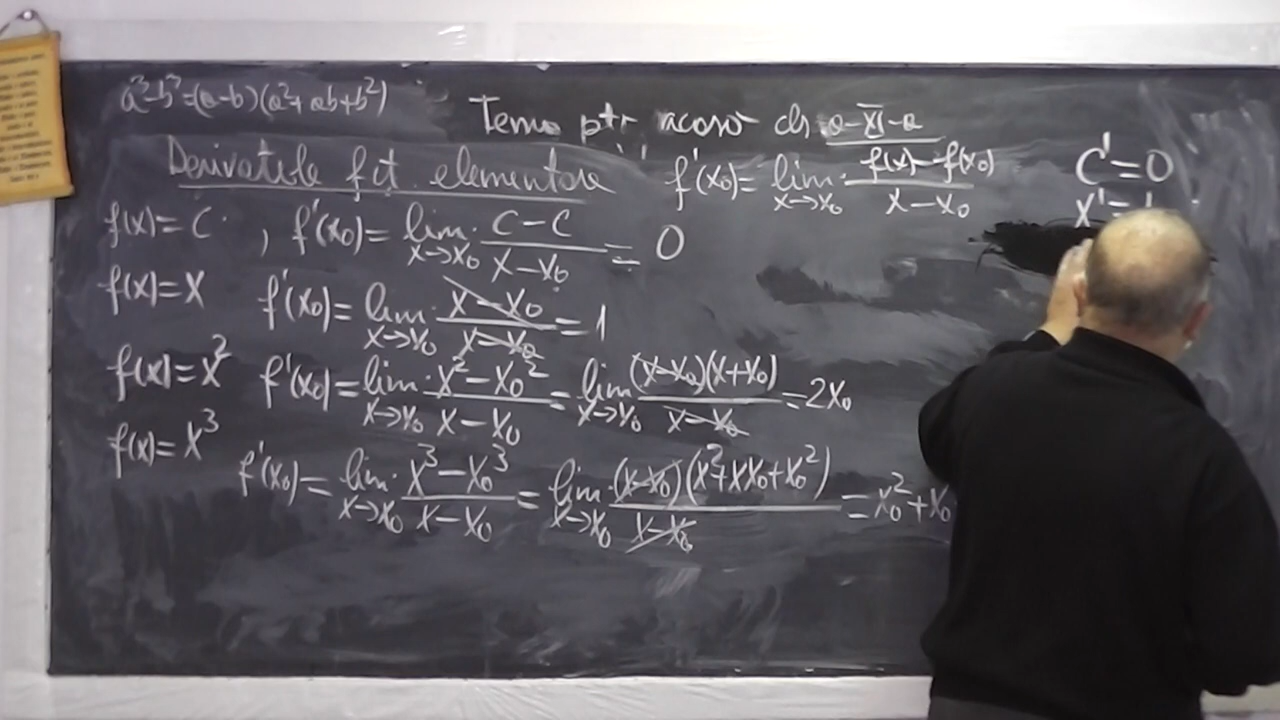 a³-b³=(a-b)(a²+ab+b²)
Tema ptr acasa cls a-XI-a
Derivatele fct. elementare f'(x₀)= lim x→x₀ f(x)-f(x₀) / x-x₀
C'=0
x'=1
f(x)=C , f'(x₀)= lim x→x₀ C-C / x-x₀ = 0
f(x)=X f'(x₀)= lim x→x₀ x-x₀ / x-x₀ =1
f(x)=X² f'(x₀)= lim x→x₀ x²-x₀² / x-x₀ = lim x→x₀ (x-x₀)(x+x₀) / x-x₀ =2x₀
f(x)=X³ f'(x₀)= lim x→x₀ x³-x₀³ / x-x₀ = lim x→x₀ (x-x₀)(x²+xx₀+x₀²) / x-x₀ =x₀²+x₀